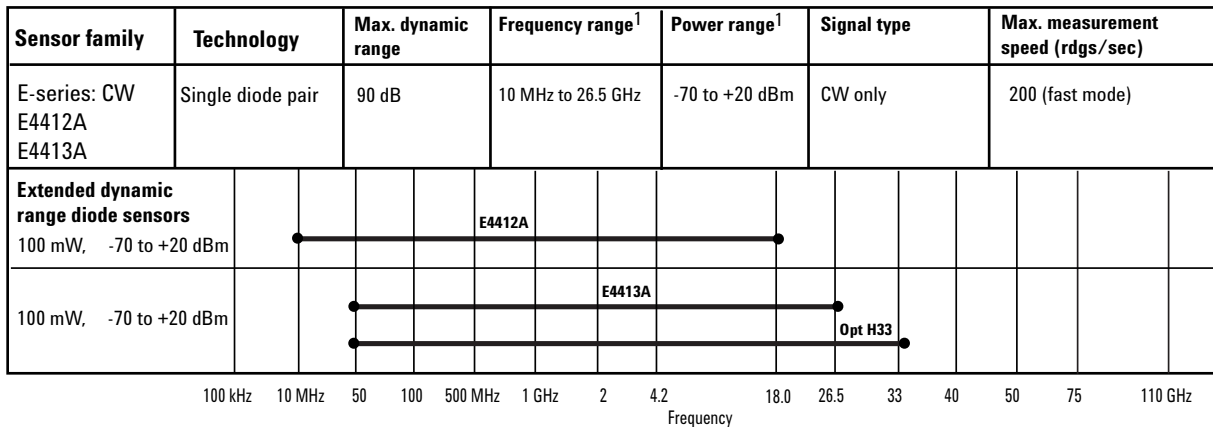 Sensor family Technology Max. dynamic range Frequency range1 Power range1 Signal type Max. measurement speed (rdgs/sec)
E-series: CW Single diode pair 90 dB 10 MHz to 26.5 GHz -70 to +20 dBm CW only 200 (fast mode)
E4412A
E4413A
Extended dynamic
range diode sensors
E4412A
100 mW, -70 to +20 dBm
E4413A
100 mW, -70 to +20 dBm
Opt H33
100 kHz 10 MHz 50 100 500 MHz 1 GHz 2 4.2 18.0 26.5 33 40 50 75 110 GHz
Frequency